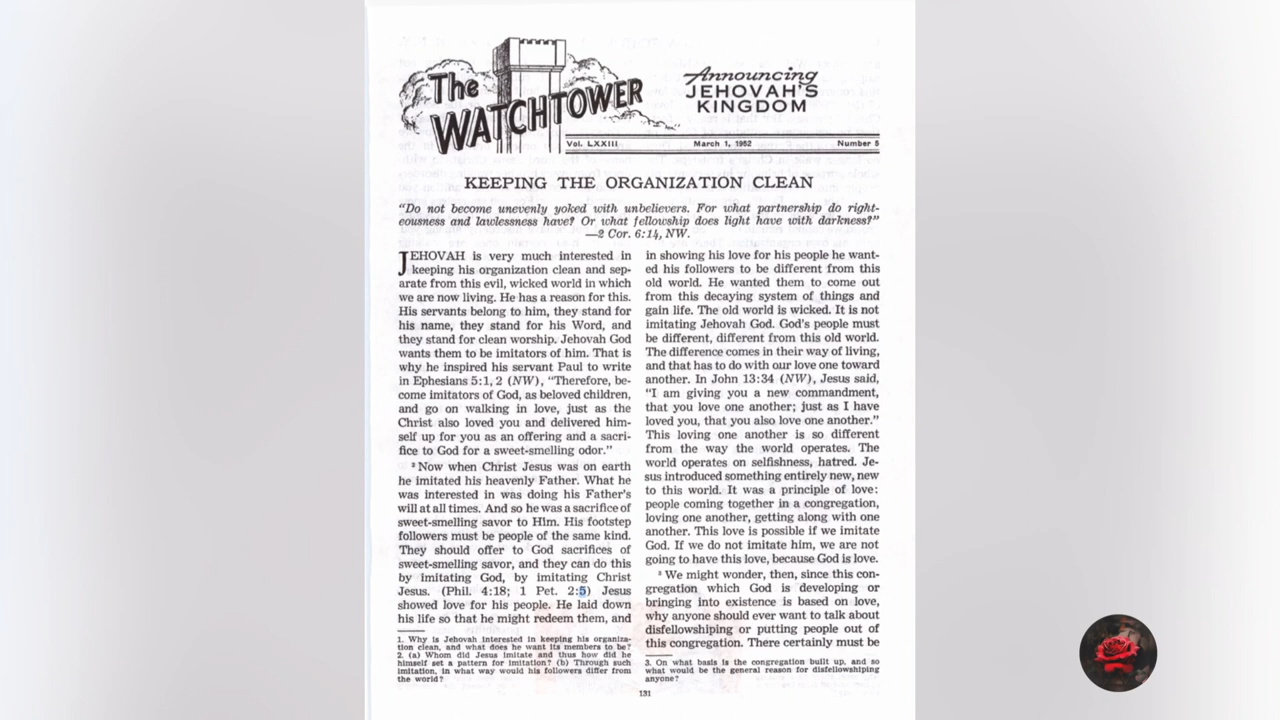 The
WATCHTOWER
Announcing
JEHOVAH'S
KINGDOM
Vol. LXXIII March 1, 1952 Number 5
KEEPING THE ORGANIZATION CLEAN
“Do not become unevenly yoked with unbelievers. For what partnership do right-
eousness and lawlessness have? Or what fellowship does light have with darkness?”
—2 Cor. 6:14, NW.
JEHOVAH is very much interested in
keeping his organization clean and sep-
arate from this evil, wicked world in which
we are now living. He has a reason for this.
His servants belong to him, they stand for
his name, they stand for his Word, and
they stand for clean worship. Jehovah God
wants them to be imitators of him. That is
why he inspired his servant Paul to write
in Ephesians 5:1, 2 (NW), “Therefore, be-
come imitators of God, as beloved children,
and go on walking in love, just as the
Christ also loved you and delivered him-
self up for you as an offering and a sacri-
fice to God for a sweet-smelling odor.”
2 Now when Christ Jesus was on earth
he imitated his heavenly Father. What he
was interested in was doing his Father's
will at all times. And so he was a sacrifice of
sweet-smelling savor to Him. His footstep
followers must be people of the same kind.
They should offer to God sacrifices of
sweet-smelling savor, and they can do this
by imitating God, by imitating Christ
Jesus. (Phil. 4:18; 1 Pet. 2:5) Jesus
showed love for his people. He laid down
his life so that he might redeem them, and
1. Why is Jehovah interested in keeping his organiza-
tion clean, and what does he want its members to be?
2. (a) Whom did Jesus imitate and thus how did he
himself set a pattern for imitation? (b) Through such
imitation, in what way would his followers differ from
the world?
in showing his love for his people he want-
ed his followers to be different from this
old world. He wanted them to come out
from this decaying system of things and
gain life. The old world is wicked. It is not
imitating Jehovah God. God's people must
be different, different from this old world.
The difference comes in their way of living,
and that has to do with our love one toward
another. In John 13:34 (NW), Jesus said,
“I am giving you a new commandment,
that you love one another; just as I have
loved you, that you also love one another.”
This loving one another is so different
from the way the world operates. The
world operates on selfishness, hatred. Je-
sus introduced something entirely new, new
to this world. It was a principle of love:
people coming together in a congregation,
loving one another, getting along with one
another. This love is possible if we imitate
God. If we do not imitate him, we are not
going to have this love, because God is love.
3 We might wonder, then, since this con-
gregation which God is developing or
bringing into existence is based on love,
why anyone should ever want to talk about
disfellowshiping or putting people out of
this congregation. There certainly must be
3. On what basis is the congregation built up, and so
what would be the general reason for disfellowshiping
anyone?
131